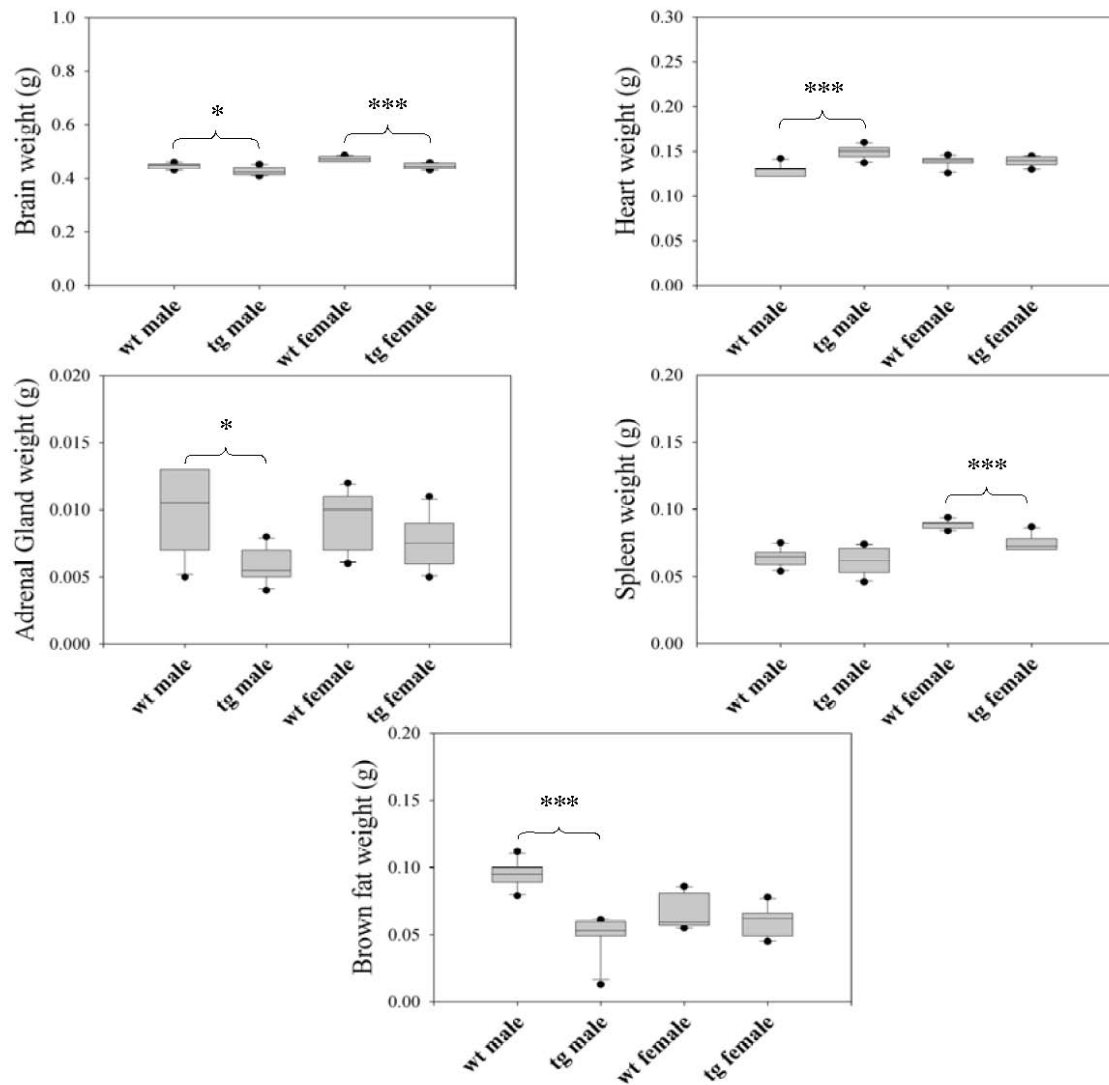 Brain weight (g)
1.0
0.8
0.6
0.4
0.2
0.0
*
***
wt male
tg male
wt female
tg female
Heart weight (g)
0.30
0.25
0.20
0.15
0.10
0.05
0.00
***
wt male
tg male
wt female
tg female
Adrenal Gland weight (g)
0.020
0.015
0.010
0.005
0.000
*
wt male
tg male
wt female
tg female
Spleen weight (g)
0.20
0.15
0.10
0.05
0.00
***
wt male
tg male
wt female
tg female
Brown fat weight (g)
0.20
0.15
0.10
0.05
0.00
***
wt male
tg male
wt female
tg female